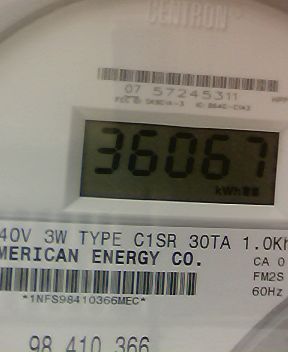 CENTRON
07 57245311
36067
kWh
40V 3W TYPE C1SR 30TA 1.0Kh
MERICAN ENERGY CO.
CA 0
FM2S
60Hz
*1NFS98410366MEC*
98 410 366